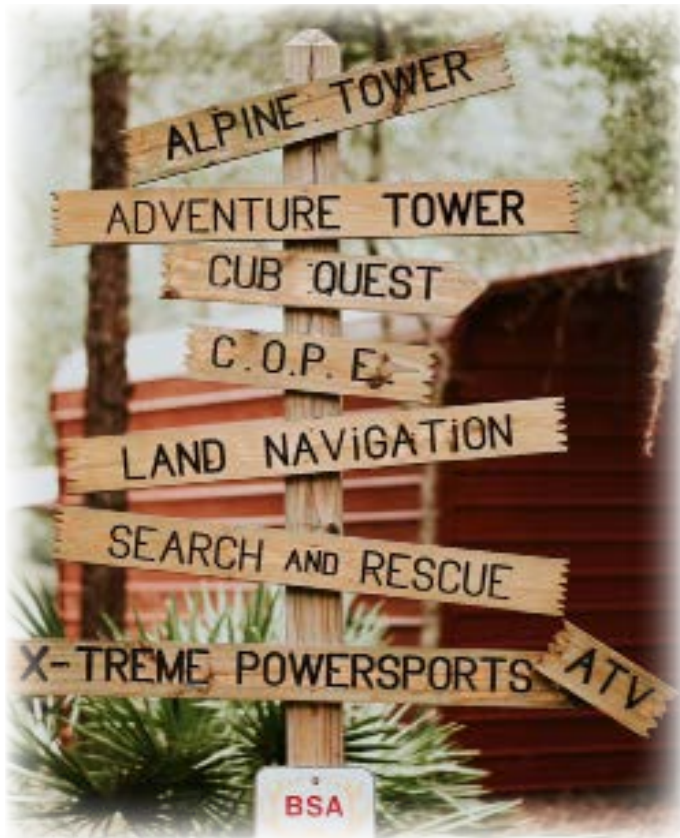 ALPINE TOWER
ADVENTURE TOWER
CUB QUEST
C.O.P.E.
LAND NAViGATiON
SEARCH AND RESCUE
X-TREME POWERSPORTS
ATV
BSA